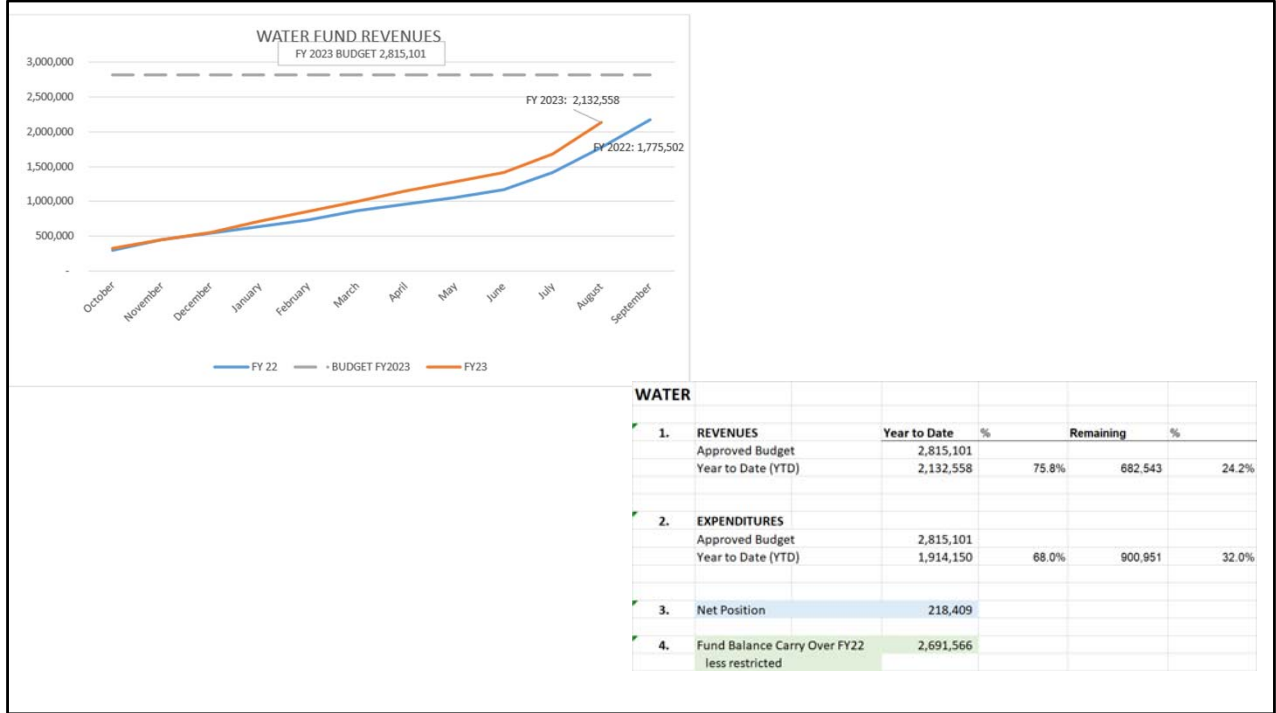 WATER FUND REVENUES
FY 2023 BUDGET 2,815,101
3,000,000
2,500,000
2,000,000
1,500,000
1,000,000
500,000
-
FY 2023: 2,132,558
FY 2022: 1,775,502
October
November
December
January
February
March
April
May
June
July
August
September
FY 22
BUDGET FY2023
FY23
WATER
1. REVENUES Year to Date % Remaining %
Approved Budget 2,815,101
Year to Date (YTD) 2,132,558 75.8% 682,543 24.2%
2. EXPENDITURES
Approved Budget 2,815,101
Year to Date (YTD) 1,914,150 68.0% 900,951 32.0%
3. Net Position 218,409
4. Fund Balance Carry Over FY22 2,691,566
less restricted